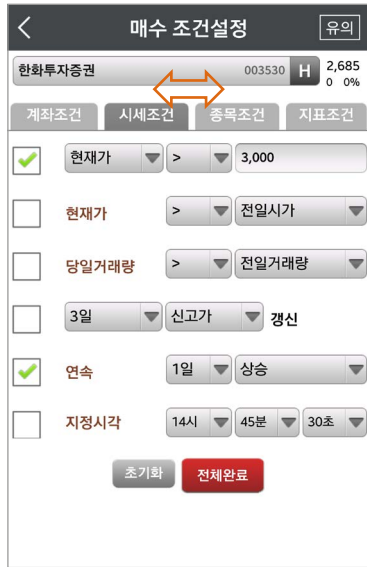 매수 조건설정 유의
한화투자증권 003530 H 2,685
0 0%
계좌조건 시세조건 종목조건 지표조건
현재가 > 3,000
현재가 > 전일시가
당일거래량 > 전일거래량
3일 신고가 갱신
연속 1일 상승
지정시각 14시 45분 30초
초기화 전체완료